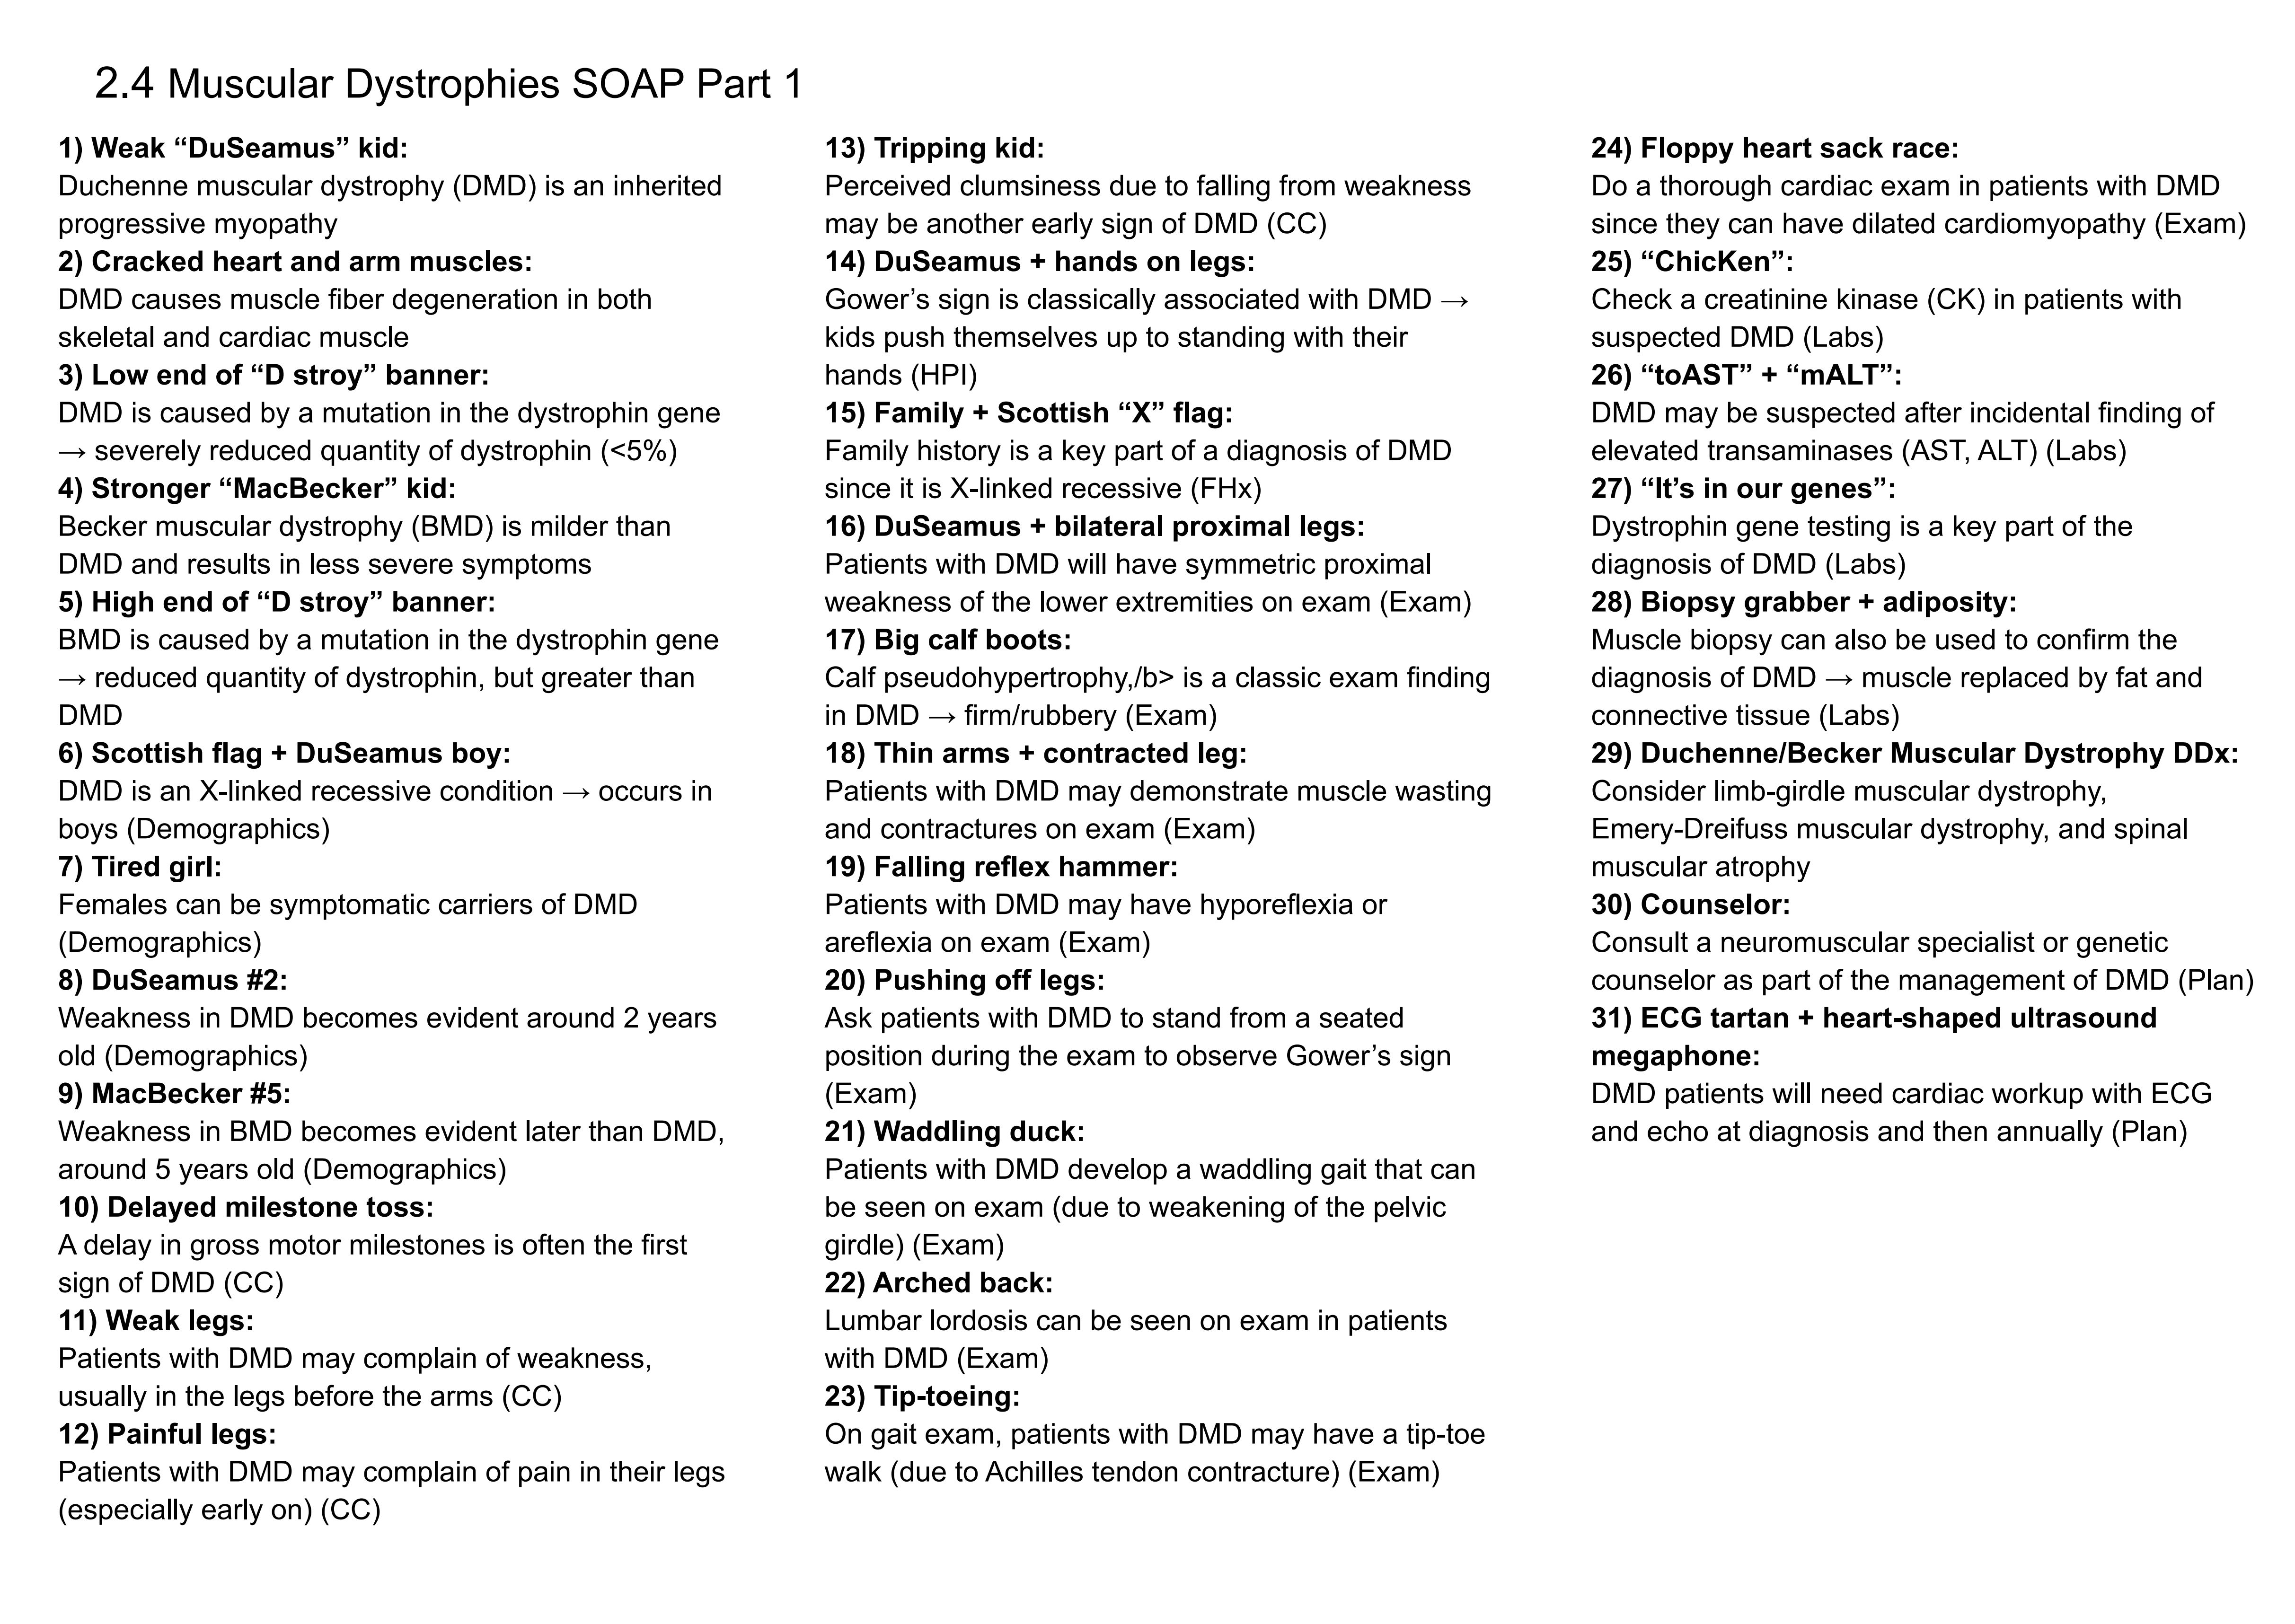 2.4 Muscular Dystrophies SOAP Part 1
1) Weak “DuSeamus” kid:
Duchenne muscular dystrophy (DMD) is an inherited
progressive myopathy
2) Cracked heart and arm muscles:
DMD causes muscle fiber degeneration in both
skeletal and cardiac muscle
3) Low end of “D stroy” banner:
DMD is caused by a mutation in the dystrophin gene
→ severely reduced quantity of dystrophin (<5%)
4) Stronger “MacBecker” kid:
Becker muscular dystrophy (BMD) is milder than
DMD and results in less severe symptoms
5) High end of “D stroy” banner:
BMD is caused by a mutation in the dystrophin gene
→ reduced quantity of dystrophin, but greater than
DMD
6) Scottish flag + DuSeamus boy:
DMD is an X-linked recessive condition → occurs in
boys (Demographics)
7) Tired girl:
Females can be symptomatic carriers of DMD
(Demographics)
8) DuSeamus #2:
Weakness in DMD becomes evident around 2 years
old (Demographics)
9) MacBecker #5:
Weakness in BMD becomes evident later than DMD,
around 5 years old (Demographics)
10) Delayed milestone toss:
A delay in gross motor milestones is often the first
sign of DMD (CC)
11) Weak legs:
Patients with DMD may complain of weakness,
usually in the legs before the arms (CC)
12) Painful legs:
Patients with DMD may complain of pain in their legs
(especially early on) (CC)
13) Tripping kid:
Perceived clumsiness due to falling from weakness
may be another early sign of DMD (CC)
14) DuSeamus + hands on legs:
Gower’s sign is classically associated with DMD →
kids push themselves up to standing with their
hands (HPI)
15) Family + Scottish “X” flag:
Family history is a key part of a diagnosis of DMD
since it is X-linked recessive (FHx)
16) DuSeamus + bilateral proximal legs:
Patients with DMD will have symmetric proximal
weakness of the lower extremities on exam (Exam)
17) Big calf boots:
Calf pseudohypertrophy,/b> is a classic exam finding
in DMD → firm/rubbery (Exam)
18) Thin arms + contracted leg:
Patients with DMD may demonstrate muscle wasting
and contractures on exam (Exam)
19) Falling reflex hammer:
Patients with DMD may have hyporeflexia or
areflexia on exam (Exam)
20) Pushing off legs:
Ask patients with DMD to stand from a seated
position during the exam to observe Gower’s sign
(Exam)
21) Waddling duck:
Patients with DMD develop a waddling gait that can
be seen on exam (due to weakening of the pelvic
girdle) (Exam)
22) Arched back:
Lumbar lordosis can be seen on exam in patients
with DMD (Exam)
23) Tip-toeing:
On gait exam, patients with DMD may have a tip-toe
walk (due to Achilles tendon contracture) (Exam)
24) Floppy heart sack race:
Do a thorough cardiac exam in patients with DMD
since they can have dilated cardiomyopathy (Exam)
25) “ChicKen”:
Check a creatinine kinase (CK) in patients with
suspected DMD (Labs)
26) “toAST” + “mALT”:
DMD may be suspected after incidental finding of
elevated transaminases (AST, ALT) (Labs)
27) “It’s in our genes”:
Dystrophin gene testing is a key part of the
diagnosis of DMD (Labs)
28) Biopsy grabber + adiposity:
Muscle biopsy can also be used to confirm the
diagnosis of DMD → muscle replaced by fat and
connective tissue (Labs)
29) Duchenne/Becker Muscular Dystrophy DDx:
Consider limb-girdle muscular dystrophy,
Emery-Dreifuss muscular dystrophy, and spinal
muscular atrophy
30) Counselor:
Consult a neuromuscular specialist or genetic
counselor as part of the management of DMD (Plan)
31) ECG tartan + heart-shaped ultrasound
megaphone:
DMD patients will need cardiac workup with ECG
and echo at diagnosis and then annually (Plan)